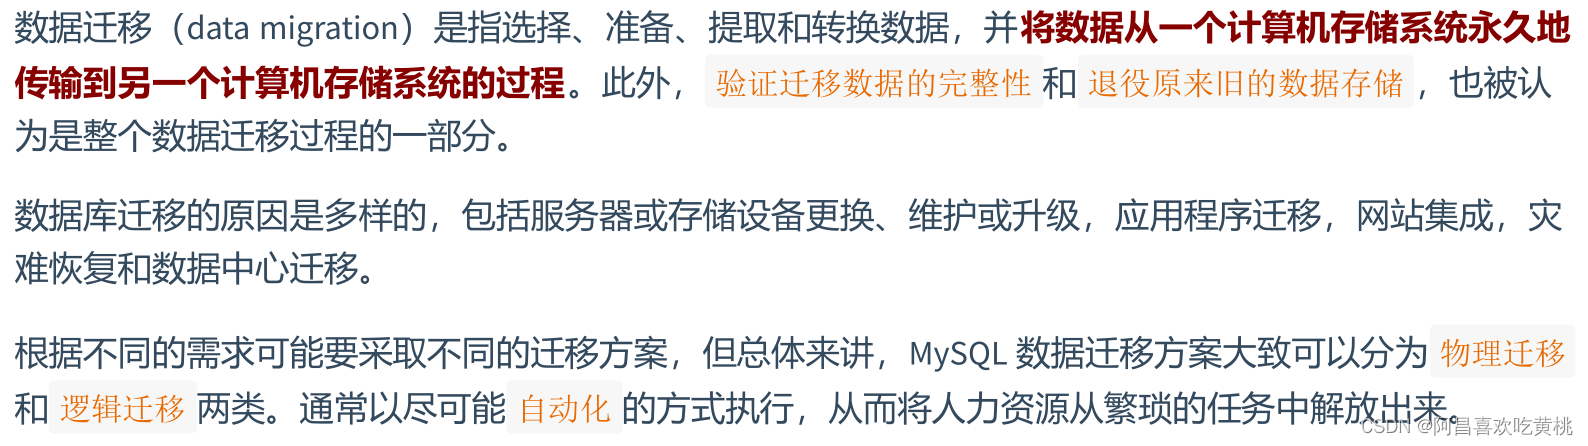 数据迁移（data migration）是指选择、准备、提取和转换数据，并将数据从一个计算机存储系统永久地
传输到另一个计算机存储系统的过程。此外，验证迁移数据的完整性和退役原来旧的数据存储，也被认
为是整个数据迁移过程的一部分。
数据库迁移的原因是多样的，包括服务器或存储设备更换、维护或升级，应用程序迁移，网站集成，灾
难恢复和数据中心迁移。
根据不同的需求可能要采取不同的迁移方案，但总体来讲，MySQL 数据迁移方案大致可以分为物理迁移
和逻辑迁移两类。通常以尽可能自动化的方式执行，从而将人力资源从繁琐的任务中解放出来。
CSDN @阿昌喜欢吃黄桃